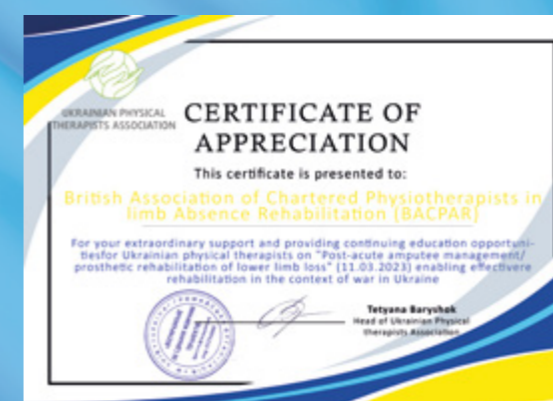 UKRAINIAN PHYSICAL
THERAPISTS ASSOCIATION
CERTIFICATE OF
APPRECIATION
This certificate is presented to:
British Association of Chartered Physiotherapists in
limb Absence Rehabilitation (BACPAR)
For your extraordinary support and providing continuing education opportuni-
tiesfor Ukrainian physical therapists on "Post-acute amputee management/
prosthetic rehabilitation of lower limb loss" (11.03.2023) enabling effectivere
rehabilitation in the context of war in Ukraine
Tetyana Baryshok
Head of Ukrainian Physical
therapists Association